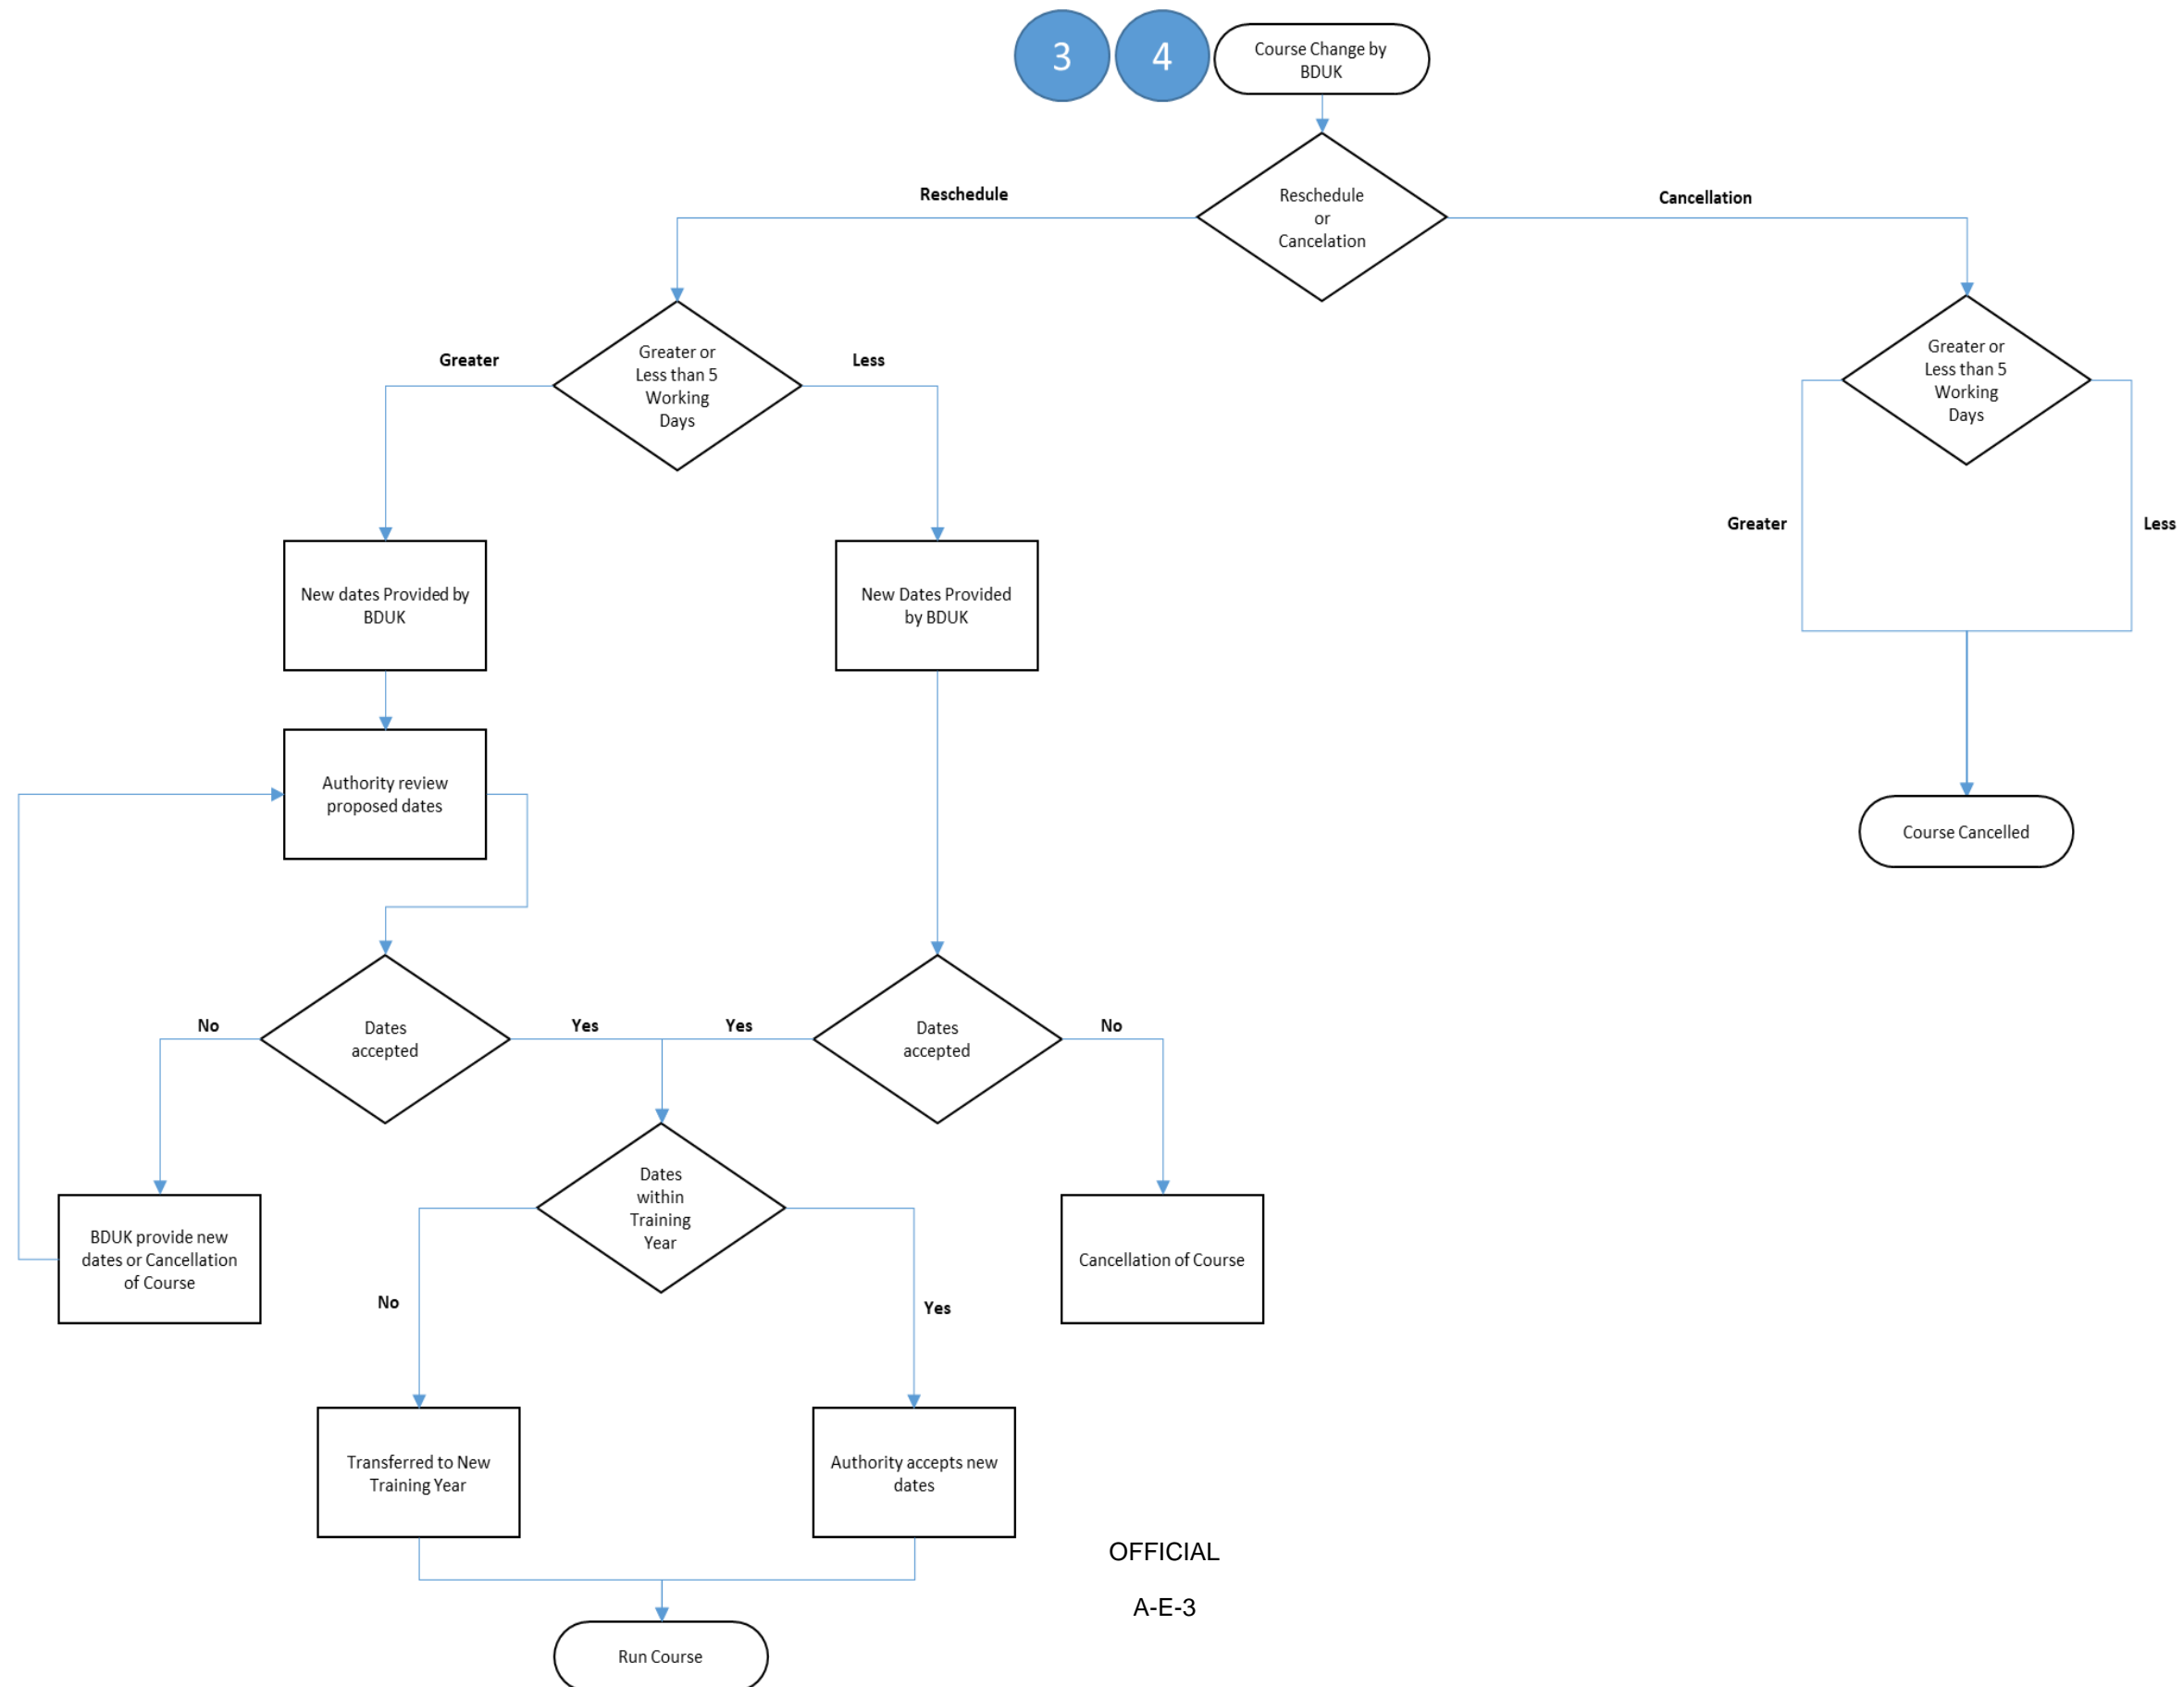 3
4
Course Change by
BDUK
Reschedule
or
Cancelation
Reschedule
Cancellation
Greater or
Less than 5
Working
Days
Greater
Less
Greater or
Less than 5
Working
Days
Greater
Less
New dates Provided by
BDUK
New Dates Provided
by BDUK
Authority review
proposed dates
Course Cancelled
No
Dates
accepted
Yes
Yes
Dates
accepted
No
Dates
within
Training
Year
BDUK provide new
dates or Cancellation
of Course
Cancellation of Course
No
Yes
Transferred to New
Training Year
Authority accepts new
dates
OFFICIAL
A-E-3
Run Course